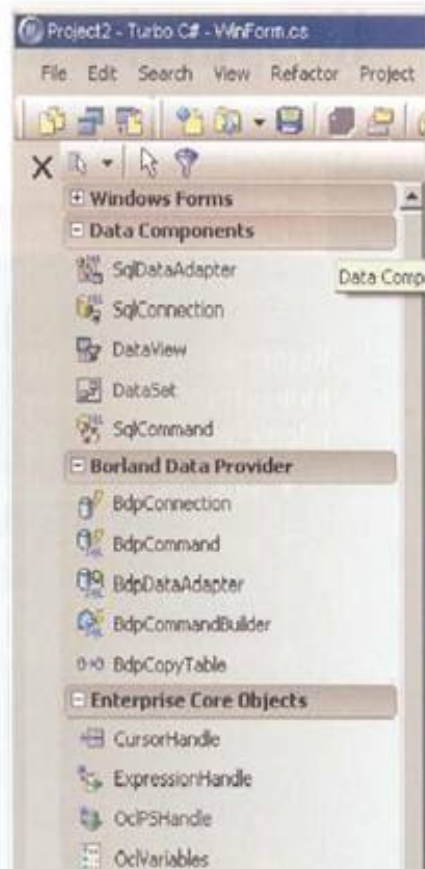 Project2 - Turbo C# - WinForm.cs
File Edit Search View Refactor Project
Windows Forms
Data Components
SqlDataAdapter
Data Compo
SqlConnection
DataView
DataSet
SqlCommand
Borland Data Provider
BdpConnection
BdpCommand
BdpDataAdapter
BdpCommandBuilder
BdpCopyTable
Enterprise Core Objects
CursorHandle
ExpressionHandle
OclPSHandle
OclVariables